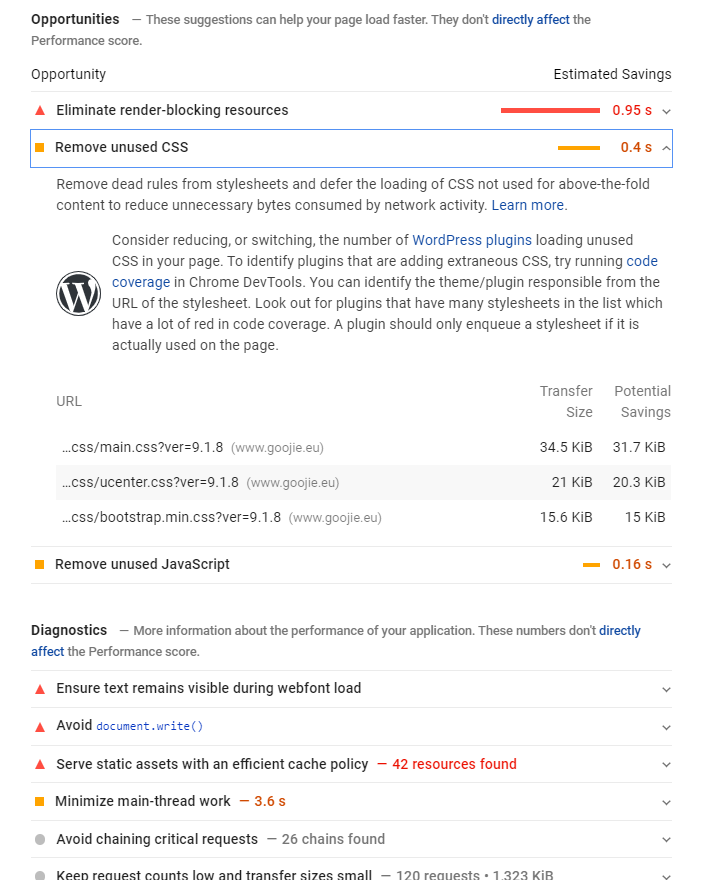 Opportunities — These suggestions can help your page load faster. They don't directly affect the
Performance score.
Opportunity Estimated Savings
Eliminate render-blocking resources 0.95 s
Remove unused CSS 0.4 s
Remove dead rules from stylesheets and defer the loading of CSS not used for above-the-fold
content to reduce unnecessary bytes consumed by network activity. Learn more.
Consider reducing, or switching, the number of WordPress plugins loading unused
CSS in your page. To identify plugins that are adding extraneous CSS, try running code
coverage in Chrome DevTools. You can identify the theme/plugin responsible from the
URL of the stylesheet. Look out for plugins that have many stylesheets in the list which
have a lot of red in code coverage. A plugin should only enqueue a stylesheet if it is
actually used on the page.
URL Transfer Size Potential Savings
…css/main.css?ver=9.1.8 (www.goojie.eu) 34.5 KiB 31.7 KiB
…css/ucenter.css?ver=9.1.8 (www.goojie.eu) 21 KiB 20.3 KiB
…css/bootstrap.min.css?ver=9.1.8 (www.goojie.eu) 15.6 KiB 15 KiB
Remove unused JavaScript 0.16 s
Diagnostics — More information about the performance of your application. These numbers don't directly
affect the Performance score.
Ensure text remains visible during webfont load
Avoid document.write()
Serve static assets with an efficient cache policy — 42 resources found
Minimize main-thread work — 3.6 s
Avoid chaining critical requests — 26 chains found
Keep request counts low and transfer sizes small — 120 requests • 1,323 KiB